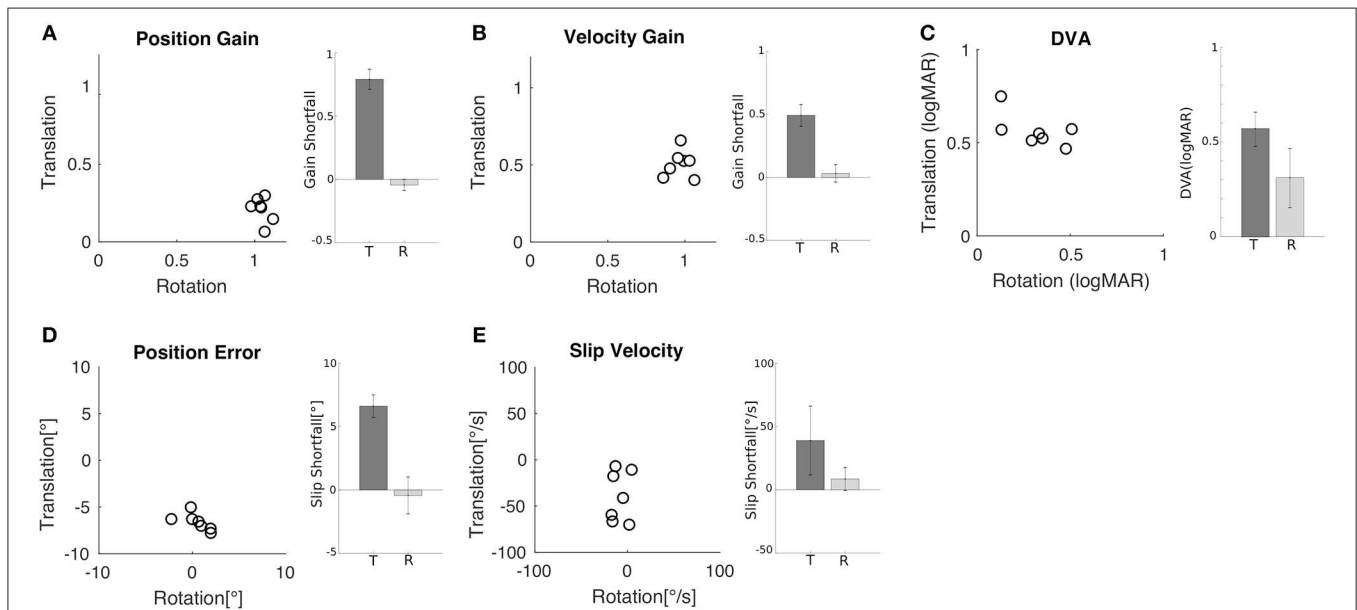 A
Position Gain
Translation
1
0.5
0
0
0.5
1
Rotation
Gain Shortfall
1
0.5
0
-0.5
T
R
B
Velocity Gain
Translation
1
0.5
0
0
0.5
1
Rotation
Gain Shortfall
1
0.5
0
-0.5
T
R
C
DVA
Translation (logMAR)
1
0.5
0
0
0.5
1
Rotation (logMAR)
DVA(logMAR)
1
0.5
0
T
R
D
Position Error
Translation[°]
10
5
0
-5
-10
-10
0
10
Rotation[°]
Slip Shortfall[°]
10
5
0
-5
T
R
E
Slip Velocity
Translation[°/s]
100
50
0
-50
-100
-100
0
100
Rotation[°/s]
Slip Shortfall[°/s]
100
50
0
-50
T
R